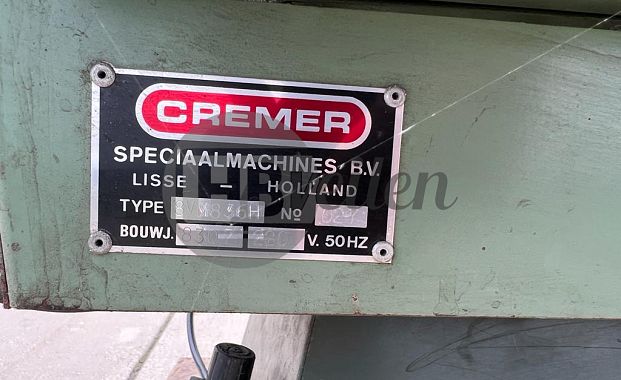 CREMER
SPECIAALMACHINES B.V.
LISSE – HOLLAND
TYPE No
BOUWJ. V. 50HZ